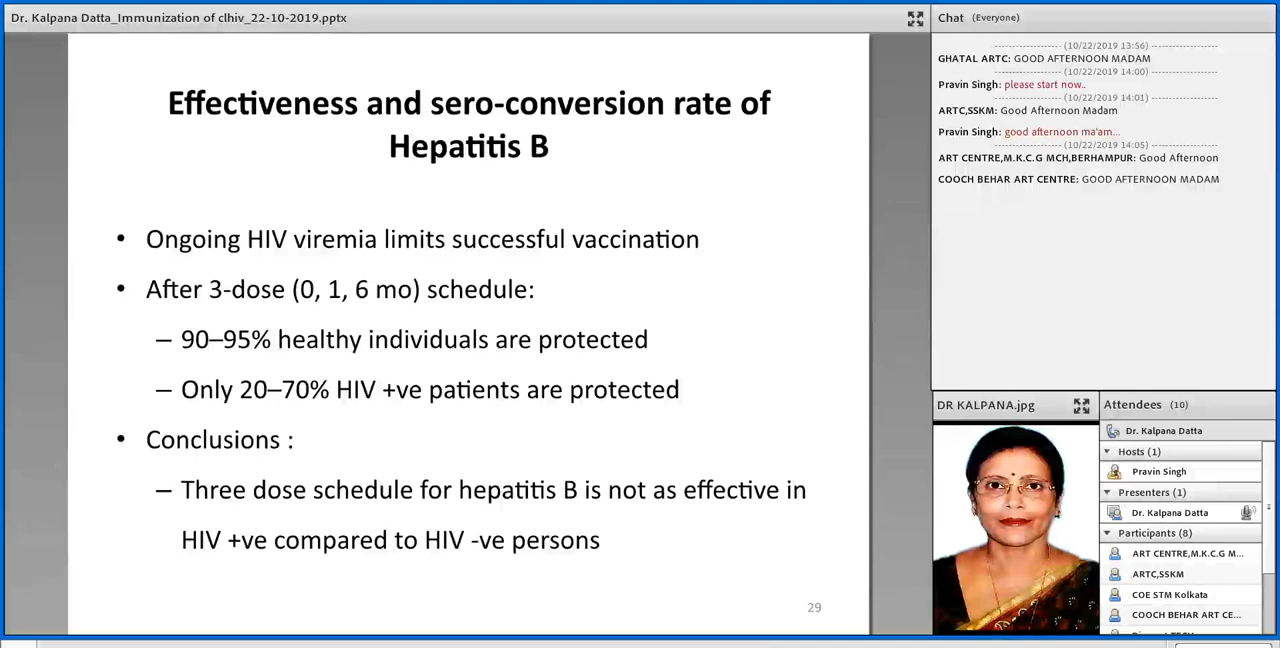 Dr. Kalpana Datta_Immunization of clhiv_22-10-2019.pptx
Effectiveness and sero-conversion rate of
Hepatitis B
• Ongoing HIV viremia limits successful vaccination
• After 3-dose (0, 1, 6 mo) schedule:
– 90–95% healthy individuals are protected
– Only 20–70% HIV +ve patients are protected
• Conclusions :
– Three dose schedule for hepatitis B is not as effective in
HIV +ve compared to HIV -ve persons
29
Chat (Everyone)
------------------- (10/22/2019 13:56) -------------------
GHATAL ARTC: GOOD AFTERNOON MADAM
------------------- (10/22/2019 14:00) -------------------
Pravin Singh: please start now..
------------------- (10/22/2019 14:01) -------------------
ARTC,SSKM: Good Afternoon Madam
Pravin Singh: good afternoon ma'am...
------------------- (10/22/2019 14:05) -------------------
ART CENTRE,M.K.C.G MCH,BERHAMPUR: Good Afternoon
COOCH BEHAR ART CENTRE: GOOD AFTERNOON MADAM
DR KALPANA.jpg
Attendees (10)
Dr. Kalpana Datta
Hosts (1)
Pravin Singh
Presenters (1)
Dr. Kalpana Datta
Participants (8)
ART CENTRE,M.K.C.G M...
ARTC,SSKM
COE STM Kolkata
COOCH BEHAR ART CE...